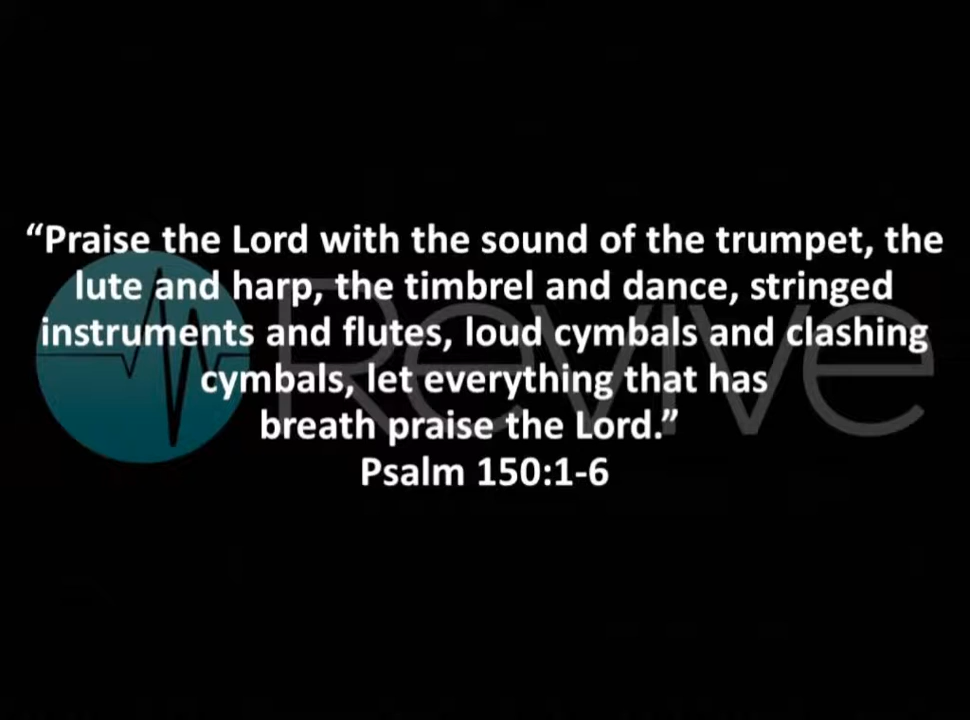 “Praise the Lord with the sound of the trumpet, the
lute and harp, the timbrel and dance, stringed
instruments and flutes, loud cymbals and clashing
cymbals, let everything that has
breath praise the Lord.”
Psalm 150:1-6
Revive